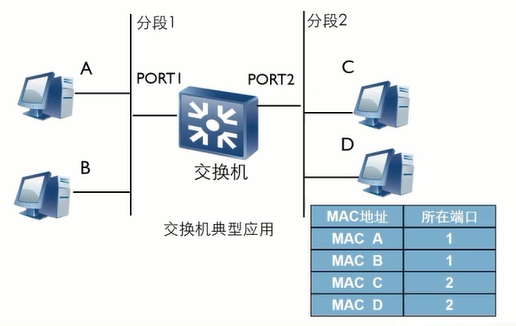 分段1
分段2
A
PORT1
PORT2
C
B
交换机
D
交换机典型应用
MAC地址 所在端口
MAC A 1
MAC B 1
MAC C 2
MAC D 2